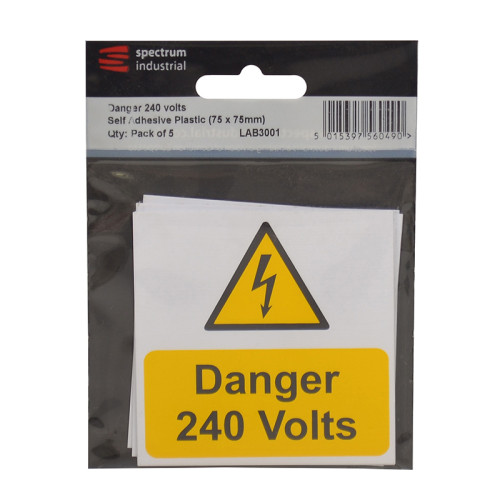 spectrum
industrial
Danger 240 volts
Self Adhesive Plastic (75 x 75mm)
Qty: Pack of 5 LAB3001
5 015397 560490 >
Danger
240 Volts